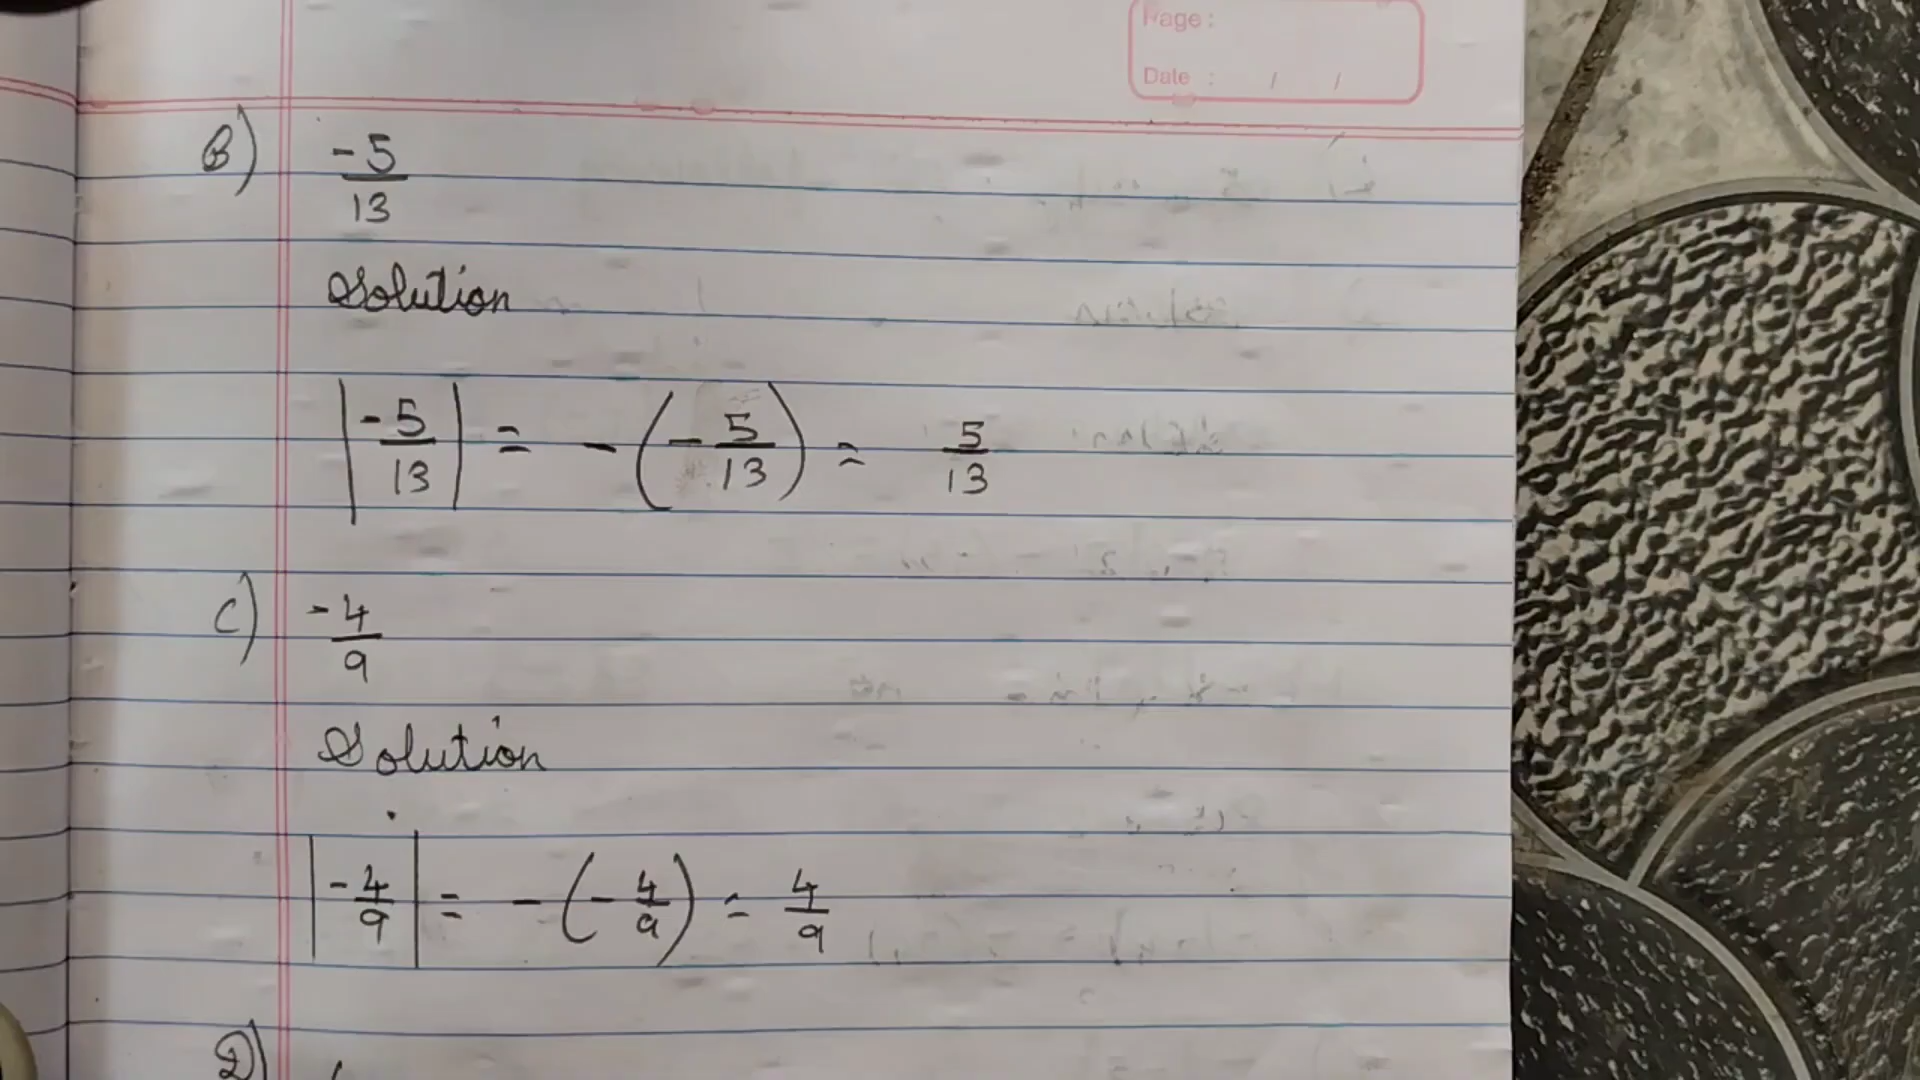 Page :
Date : / /
B) -5/13
Solution
|-5/13| = -(-5/13) = 5/13
C) -4/9
Solution
|-4/9| = -(-4/9) = 4/9
D)